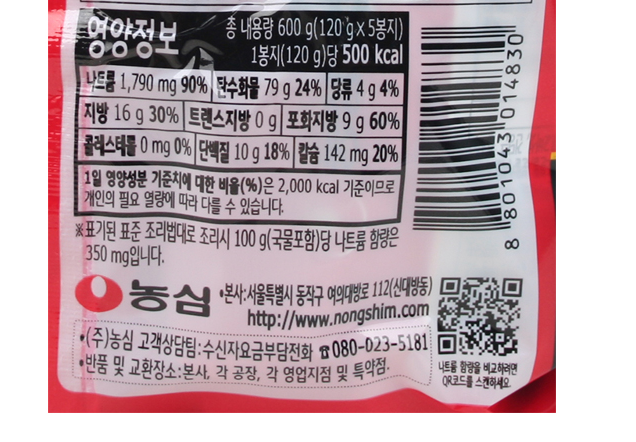 영양정보
총 내용량 600 g(120 g x 5봉지)
1봉지(120 g)당 500 kcal
나트륨 1,790 mg 90% 탄수화물 79 g 24% 당류 4 g 4%
지방 16 g 30% 트랜스지방 0 g 포화지방 9 g 60%
콜레스테롤 0 mg 0% 단백질 10 g 18% 칼슘 142 mg 20%
1일 영양성분 기준치에 대한 비율(%)은 2,000 kcal 기준이므로
개인의 필요 열량에 따라 다를 수 있습니다.
※표기된 표준 조리법대로 조리시 100 g(국물포함)당 나트륨 함량은
350 mg입니다.
8 801043 014830
농심
•본사:서울특별시 동작구 여의대방로 112(신대방동)
http://www.nongshim.com
•(주)농심 고객상담팀:수신자요금부담전화 ☎080-023-5181
•반품 및 교환장소:본사, 각 공장, 각 영업지점 및 특약점.
나트륨 함량을 비교하려면
QR코드를 스캔하세요.